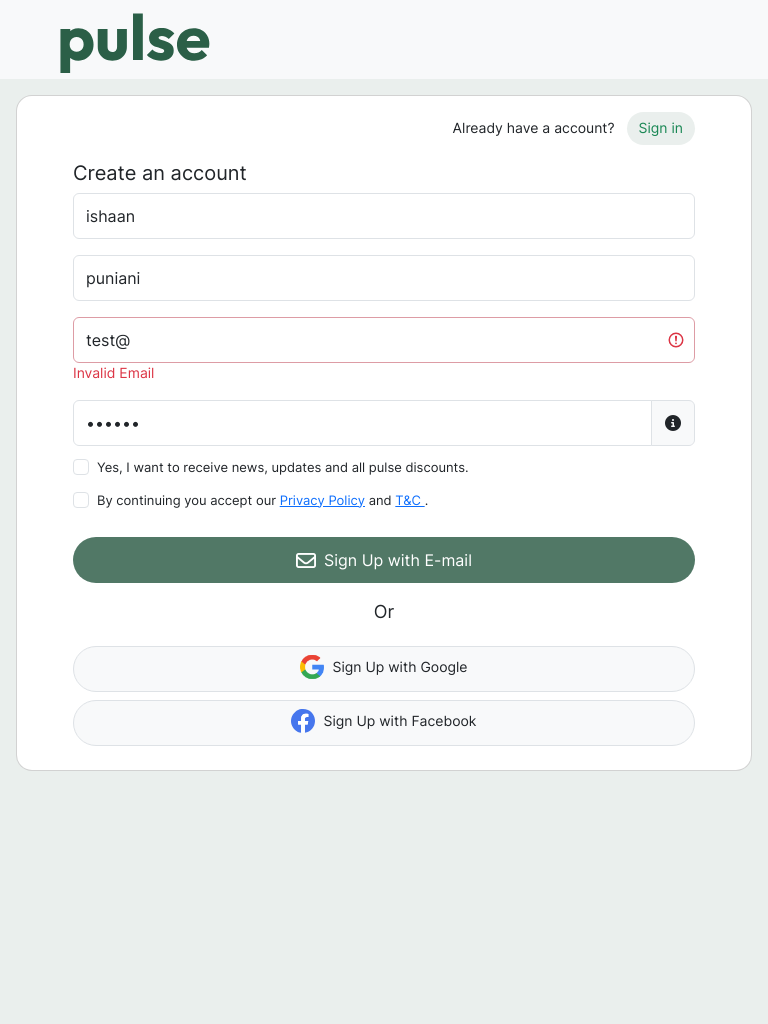 pulse
Already have a account? Sign in
Create an account
ishaan
puniani
test@
Invalid Email
••••••
Yes, I want to receive news, updates and all pulse discounts.
By continuing you accept our Privacy Policy and T&C .
Sign Up with E-mail
Or
Sign Up with Google
Sign Up with Facebook